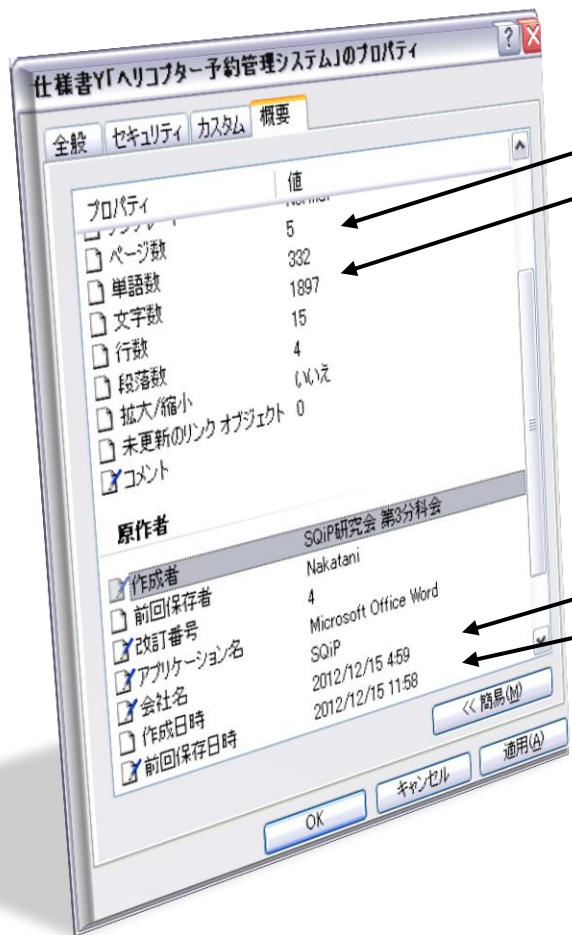 仕様書Y「ヘリコプター予約管理システム」のプロパティ
全般 セキュリティ カスタム 概要
プロパティ 値
ページ数 5
単語数 332
文字数 1897
行数 15
段落数 4
拡大/縮小 いいえ
未更新のリンク オブジェクト 0
コメント
原作者
作成者 SQiP研究会 第3分科会
前回保存者 Nakatani
改訂番号 4
アプリケーション名 Microsoft Office Word
会社名 SQiP
作成日時 2012/12/15 4:59
前回保存日時 2012/12/15 11:58
<< 簡易(M)
OK キャンセル 適用(A)